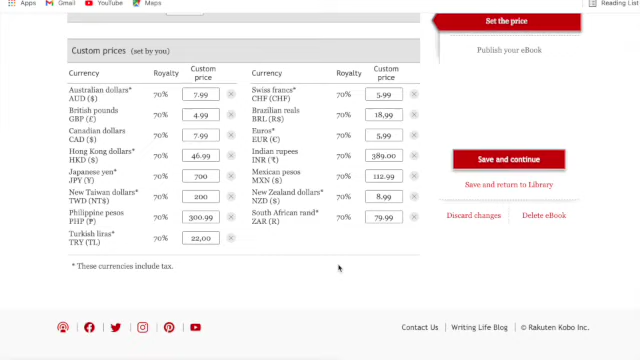 Apps Gmail YouTube Maps Reading List
Set the price
Publish your eBook
Custom prices (set by you)
Currency Royalty Custom price Currency Royalty Custom price
Australian dollars* AUD ($) 70% 7.99 Swiss francs* CHF (CHF) 70% 5.99
British pounds GBP (£) 70% 4.99 Brazilian reals BRL (R$) 70% 18,99
Canadian dollars CAD ($) 70% 7.99 Euros* EUR (€) 70% 5,99
Hong Kong dollars* HKD ($) 70% 46.99 Indian rupees INR (₹) 70% 389.00
Japanese yen* JPY (¥) 70% 700 Mexican pesos MXN ($) 70% 112.99
New Taiwan dollars* TWD (NT$) 70% 200 New Zealand dollars* NZD ($) 70% 8.99
Philippine pesos PHP (₱) 70% 300.99 South African rand* ZAR (R) 70% 79.99
Turkish liras* TRY (TL) 70% 22,00
* These currencies include tax.
Save and continue
Save and return to Library
Discard changes Delete eBook
Contact Us Writing Life Blog © Rakuten Kobo Inc.